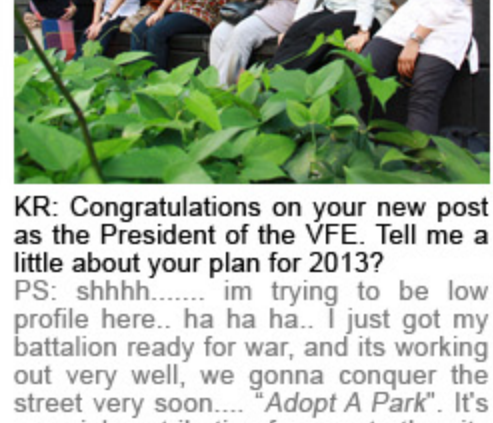 KR: Congratulations on your new post
as the President of the VFE. Tell me a
little about your plan for 2013?
PS: shhhh....... im trying to be low
profile here.. ha ha ha.. I just got my
battalion ready for war, and its working
out very well, we gonna conquer the
street very soon.... “Adopt A Park”. It's